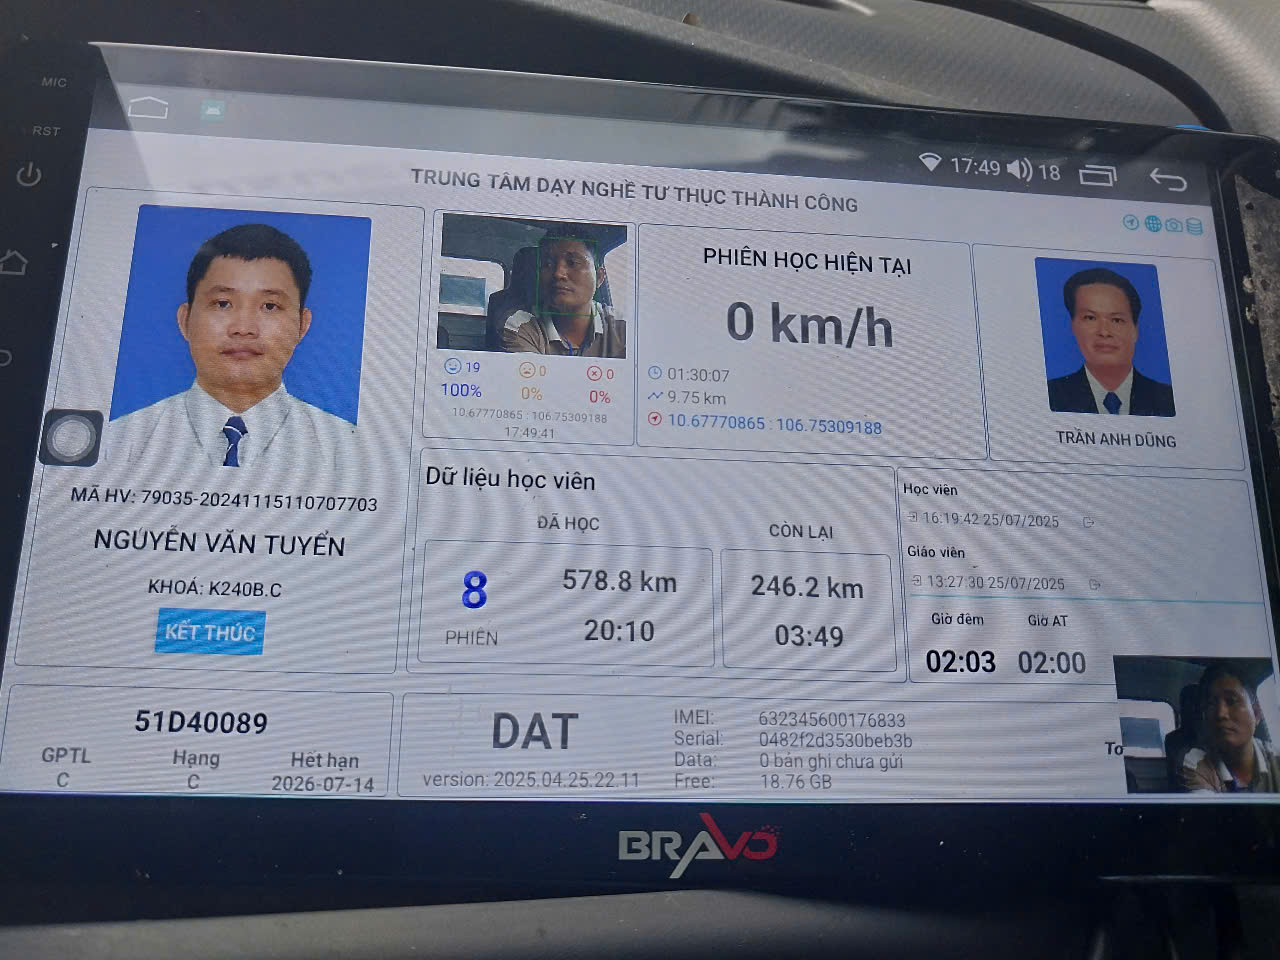 MIC
RST
17:49
18
TRUNG TÂM DẠY NGHỀ TƯ THỤC THÀNH CÔNG
MÃ HV: 79035-20241115110707703
NGUYỄN VĂN TUYỂN
KHOÁ: K240B.C
KẾT THÚC
19 0 0
100% 0% 0%
10.67770865 : 106.75309188
17:49:41
PHIÊN HỌC HIỆN TẠI
0 km/h
01:30:07
9.75 km
10.67770865 : 106.75309188
TRẦN ANH DŨNG
Dữ liệu học viên
ĐÃ HỌC
CÒN LẠI
8
PHIÊN
578.8 km
20:10
246.2 km
03:49
Học viên
16:19:42 25/07/2025
Giáo viên
13:27:30 25/07/2025
Giờ đêm Giờ AT
02:03 02:00
51D40089
GPTL Hạng Hết hạn
C C 2026-07-14
DAT
version: 2025.04.25.22.11
IMEI: 632345600176833
Serial: 0482f2d3530beb3b
Data: 0 bản ghi chưa gửi
Free: 18.76 GB
To
BRAVO